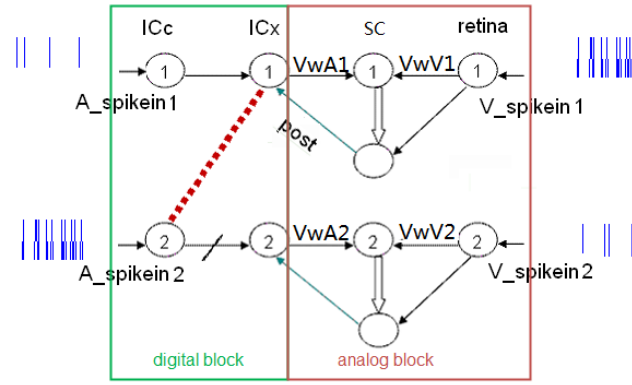 ICc ICx SC retina
1 1 VwA1 1 VwV1 1
A_spikein 1 V_spikein 1
post
2 2 VwA2 2 VwV2 2
A_spikein 2 V_spikein 2
digital block analog block